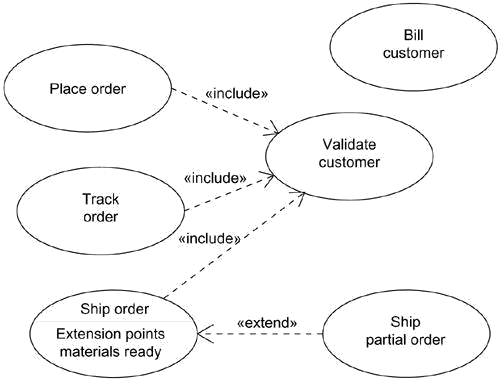 Bill
customer
Place order
«include»
Validate
customer
«include»
Track
order
«include»
Ship order
Extension points
materials ready
«extend»
Ship
partial order